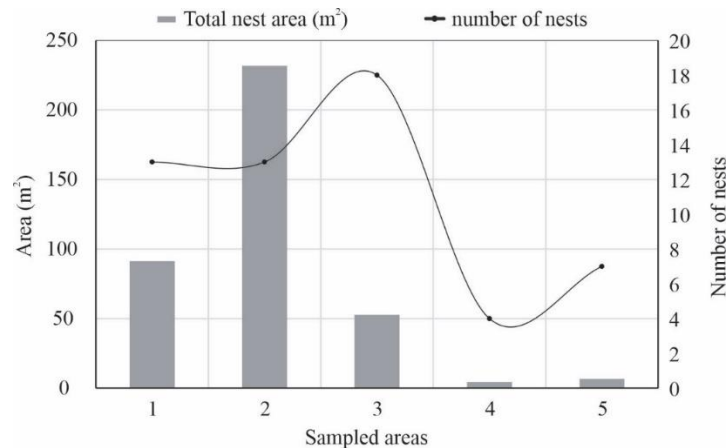 Total nest area (m²)
number of nests
250
200
150
100
50
0
Area (m²)
20
18
16
14
12
10
8
6
4
2
0
Number of nests
1 2 3 4 5
Sampled areas